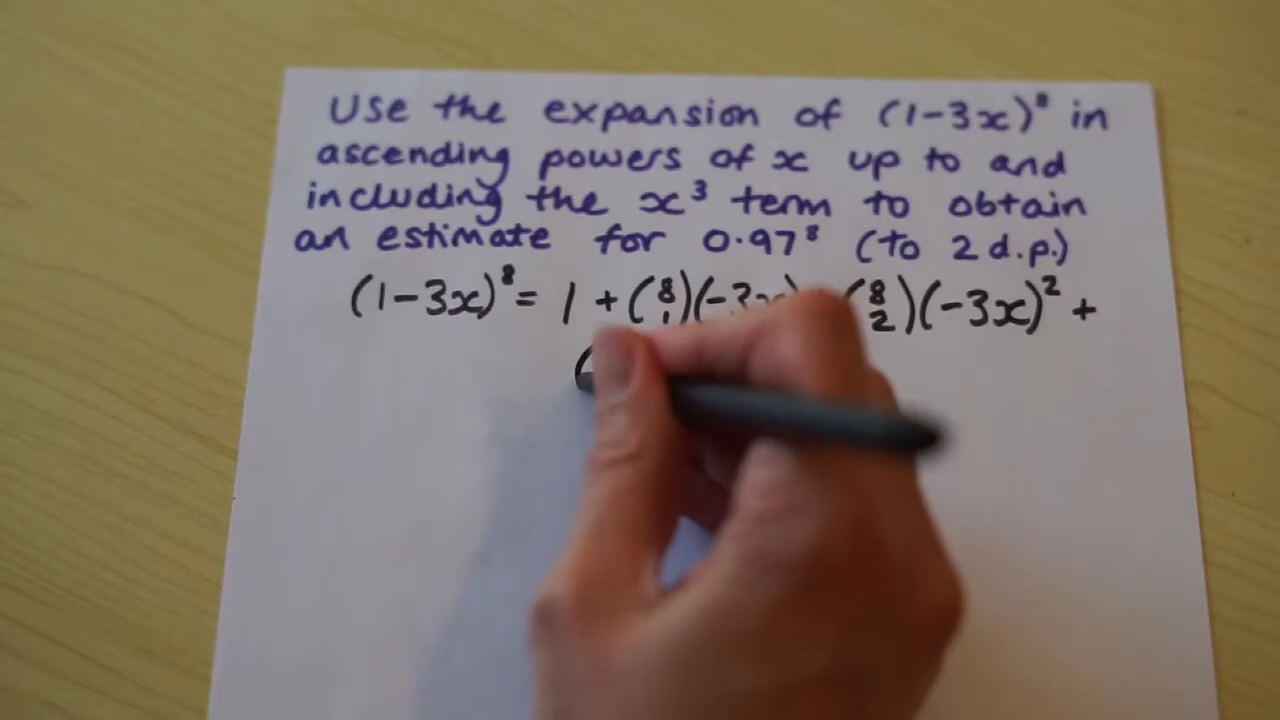 Use the expansion of (1-3x)⁸ in
ascending powers of x up to and
including the x³ term to obtain
an estimate for 0.97⁸ (to 2 d.p.)
(1-3x)⁸ = 1 + (8 1)(-3x) (8 2)(-3x)² +
(